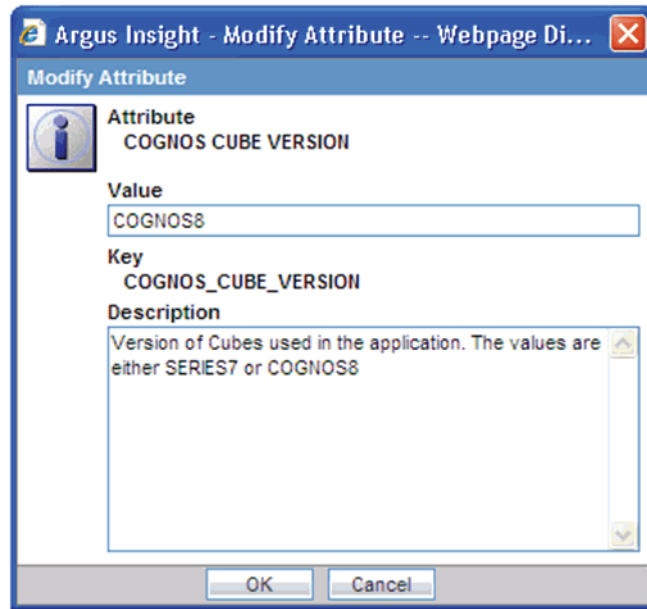 Argus Insight - Modify Attribute -- Webpage Di...
Modify Attribute
Attribute
COGNOS CUBE VERSION
Value
COGNOS8
Key
COGNOS_CUBE_VERSION
Description
Version of Cubes used in the application. The values are
either SERIES7 or COGNOS8
OK Cancel